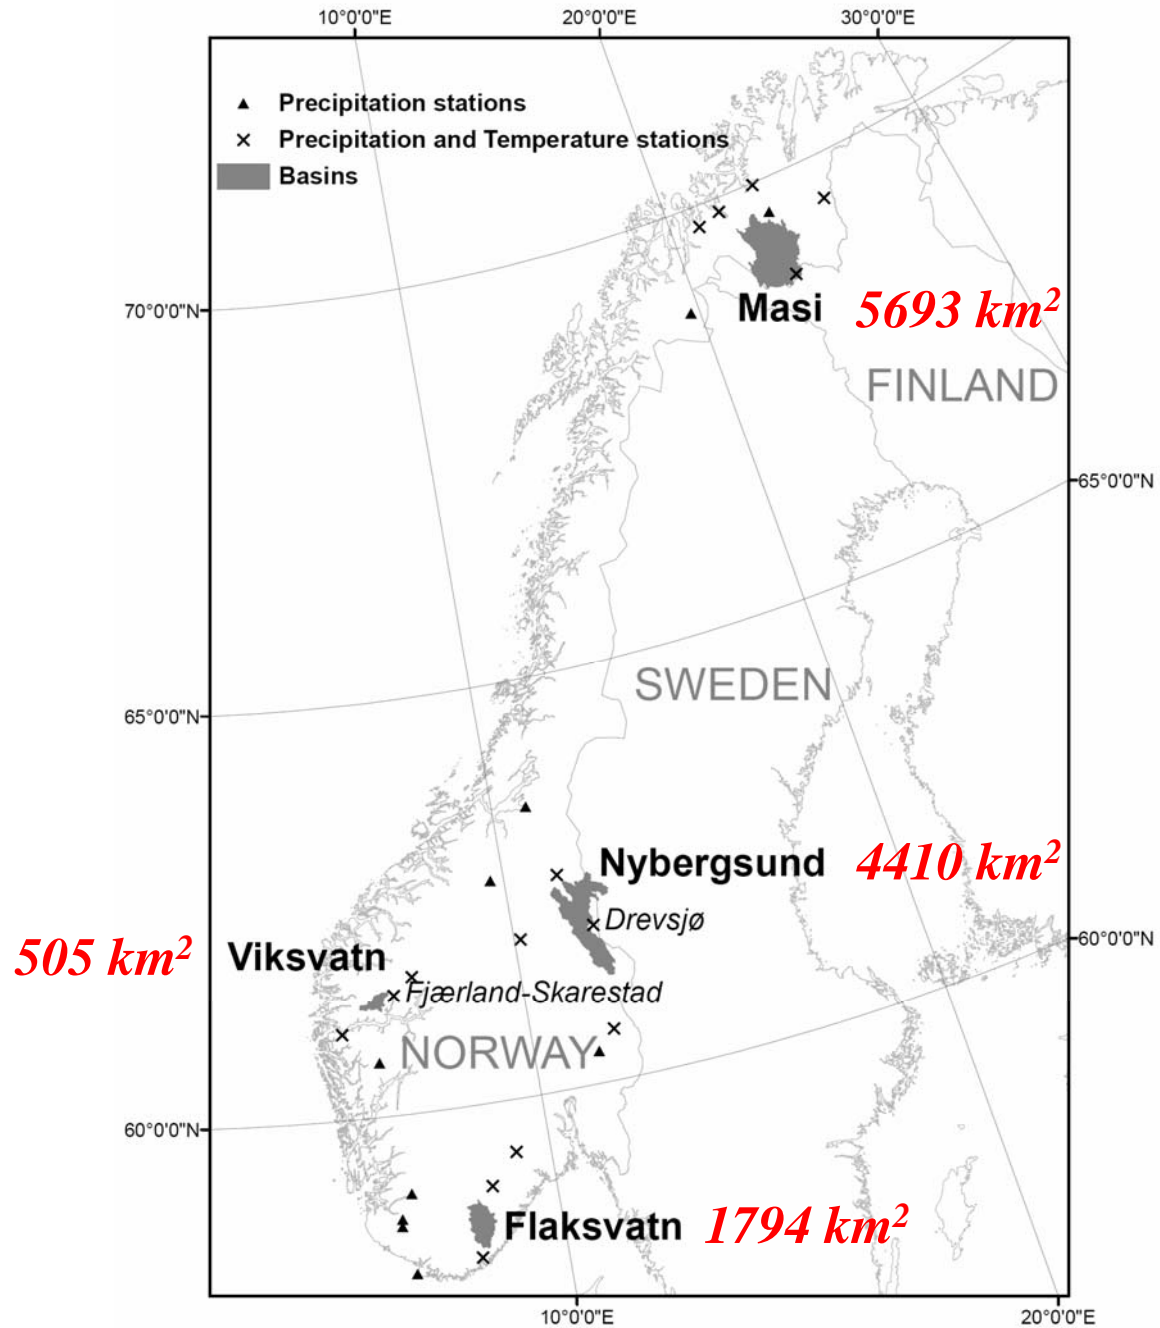 10°0'0"E 20°0'0"E 30°0'0"E
Precipitation stations
Precipitation and Temperature stations
Basins
70°0'0"N
Masi 5693 km²
FINLAND
65°0'0"N
SWEDEN
65°0'0"N
Nybergsund 4410 km²
Drevsjø
60°0'0"N
505 km² Viksvatn
Fjærland-Skarestad
NORWAY
60°0'0"N
Flaksvatn 1794 km²
10°0'0"E 20°0'0"E